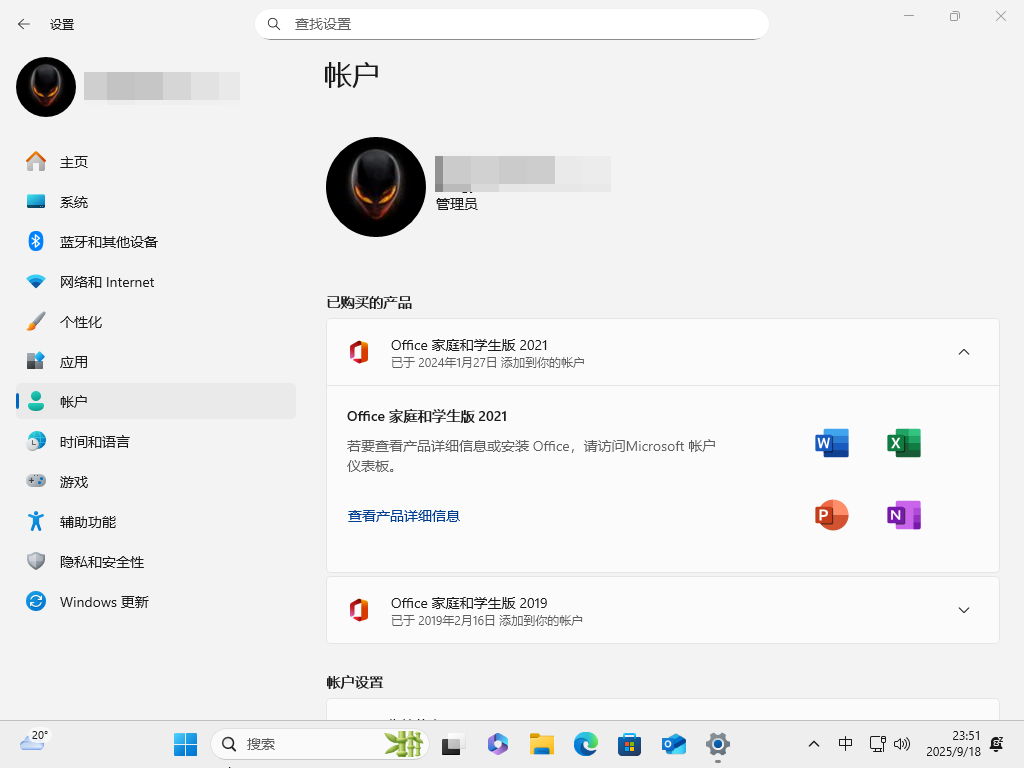 设置
查找设置
帐户
管理员
主页
系统
蓝牙和其他设备
网络和 Internet
个性化
应用
帐户
时间和语言
游戏
辅助功能
隐私和安全性
Windows 更新
已购买的产品
Office 家庭和学生版 2021
已于 2024年1月27日 添加到你的帐户
Office 家庭和学生版 2021
若要查看产品详细信息或安装 Office，请访问Microsoft 帐户
仪表板。
查看产品详细信息
W
X
P
N
Office 家庭和学生版 2019
已于 2019年2月16日 添加到你的帐户
帐户设置
20°
搜索
中
23:51
2025/9/18